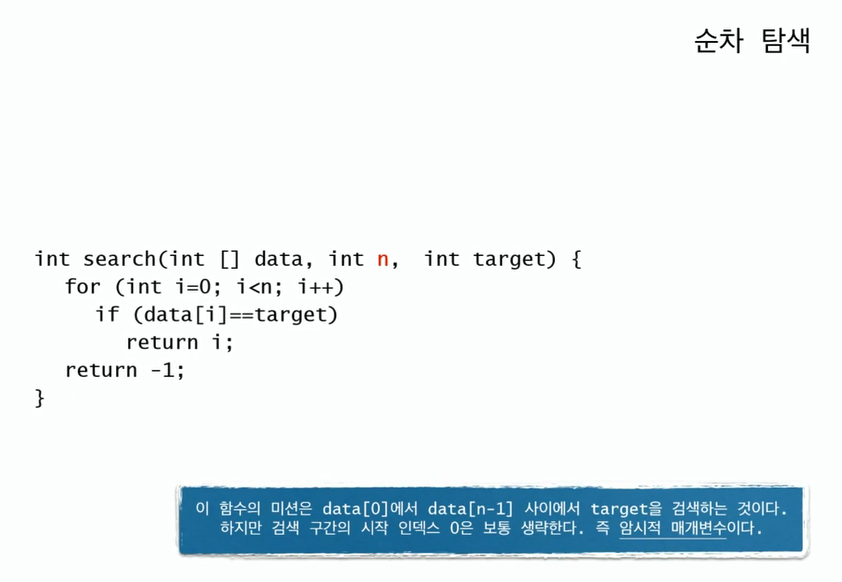 순차 탐색
int search(int [] data, int n,  int target) {
  for (int i=0; i<n; i++)
    if (data[i]==target)
      return i;
  return -1;
}
이 함수의 미션은 data[0]에서 data[n-1] 사이에서 target을 검색하는 것이다.
하지만 검색 구간의 시작 인덱스 0은 보통 생략한다. 즉 암시적 매개변수이다.